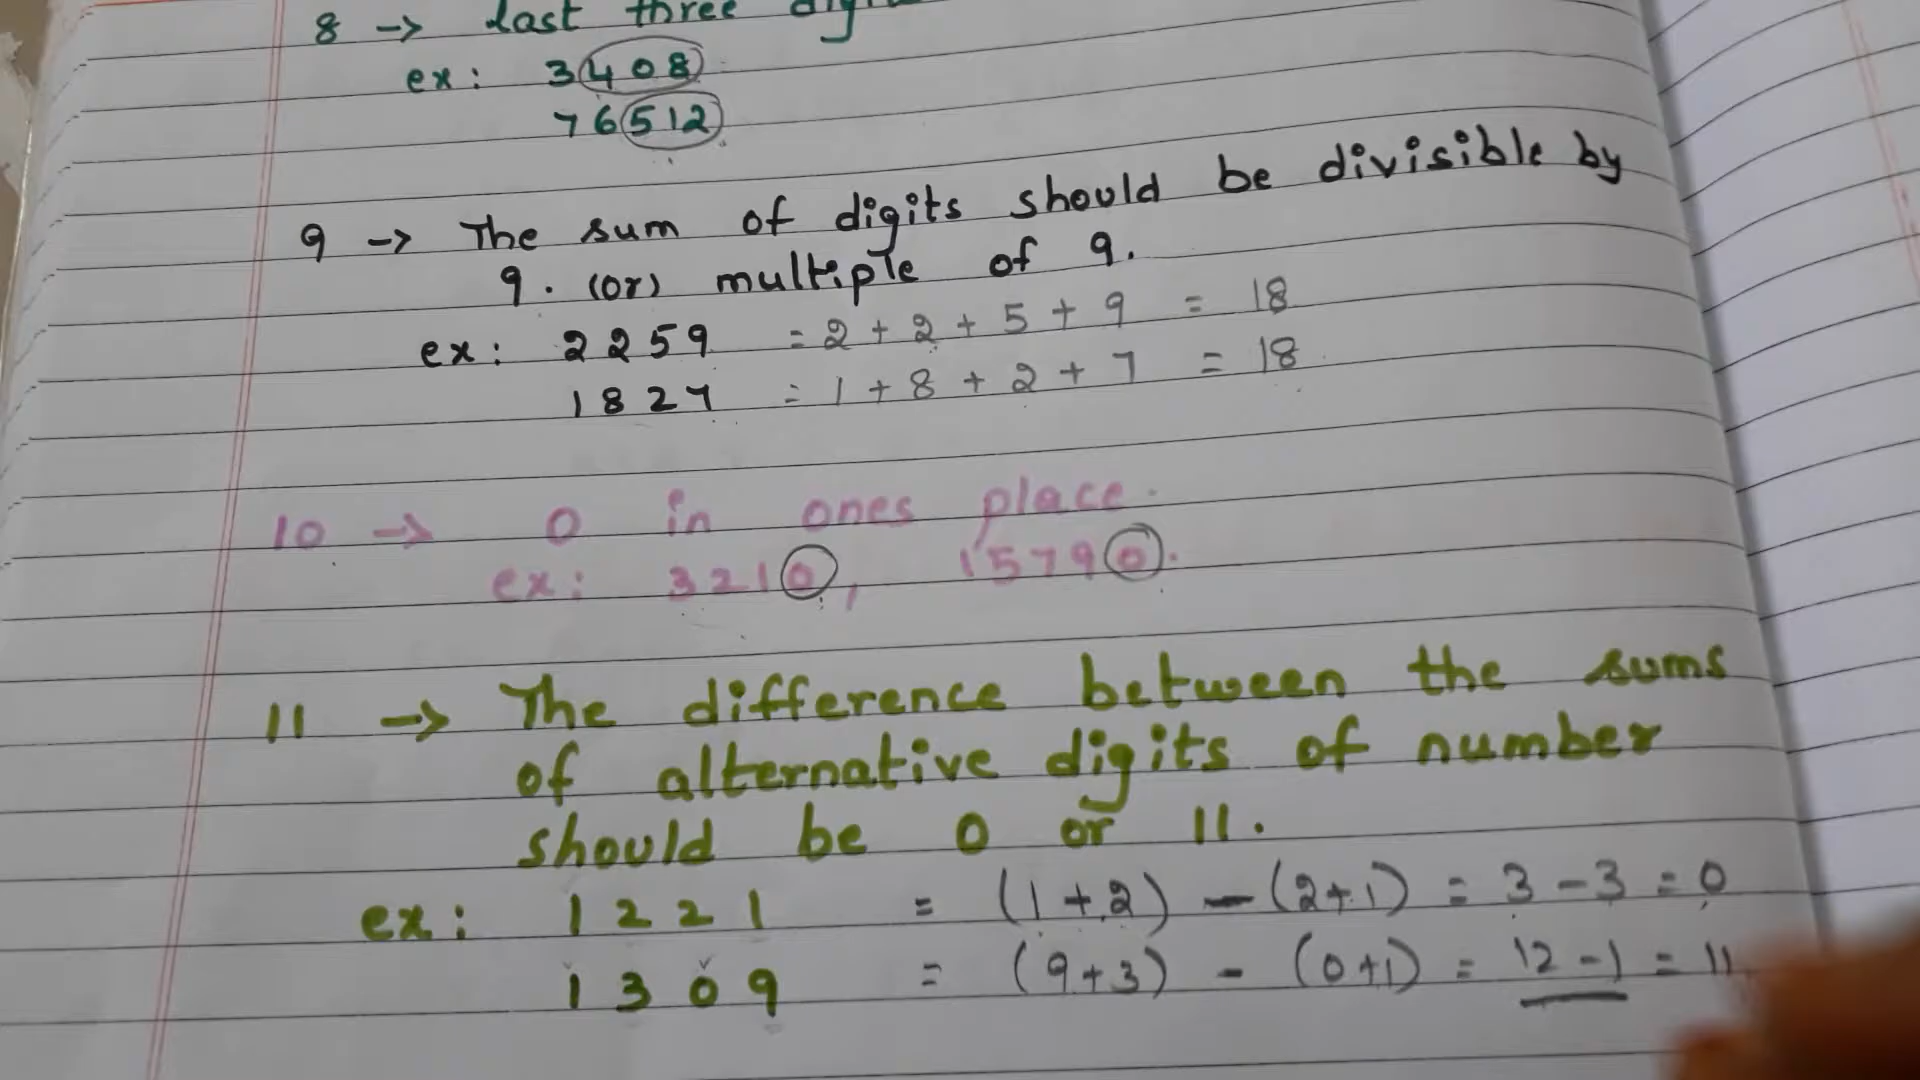 8 -> last three
ex: 3408
76512
9 -> The sum of digits should be divisible by
9. (or) multiple of 9.
ex: 2259 = 2 + 2 + 5 + 9 = 18
1827 = 1 + 8 + 2 + 7 = 18
10 -> 0 in ones place.
ex: 3210, 15790.
11 -> The difference between the sums
of alternative digits of number
should be 0 or 11.
ex: 1221 = (1+2) - (2+1) = 3 - 3 = 0
1309 = (9+3) - (0+1) = 12 - 1 = 11